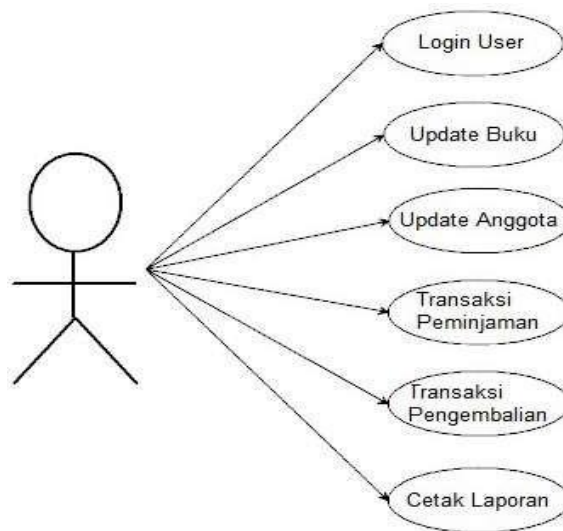 Login User
Update Buku
Update Anggota
Transaksi
Peminjaman
Transaksi
Pengembalian
Cetak Laporan